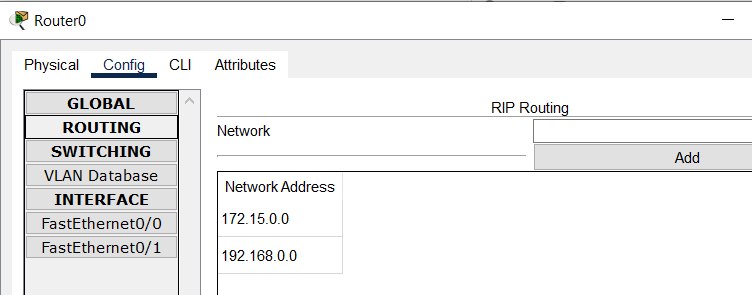 Router0
Physical Config CLI Attributes
GLOBAL
ROUTING
SWITCHING
VLAN Database
INTERFACE
FastEthernet0/0
FastEthernet0/1
RIP Routing
Network
Add
Network Address
172.15.0.0
192.168.0.0